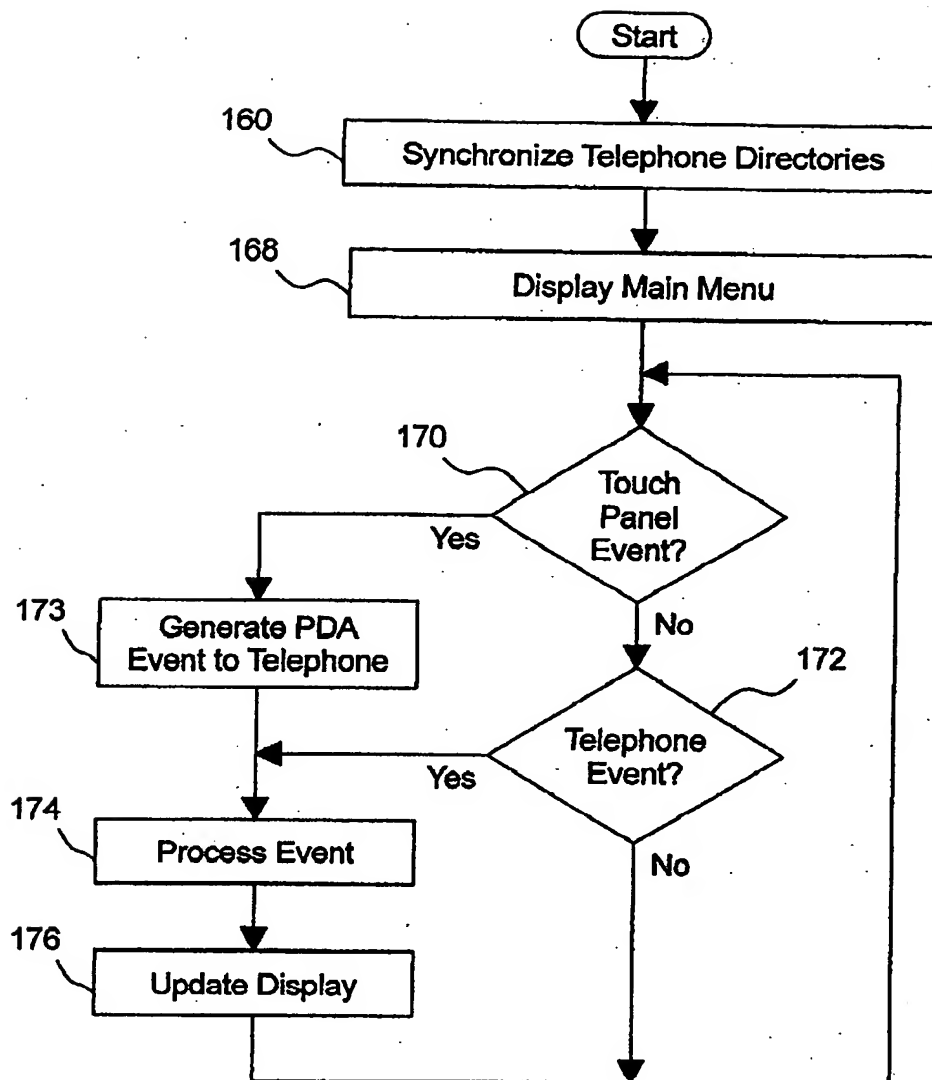 Start
160
Synchronize Telephone Directories
168
Display Main Menu
170
Touch
Panel
Event?
Yes
No
173
Generate PDA
Event to Telephone
172
Telephone
Event?
Yes
No
174
Process Event
176
Update Display